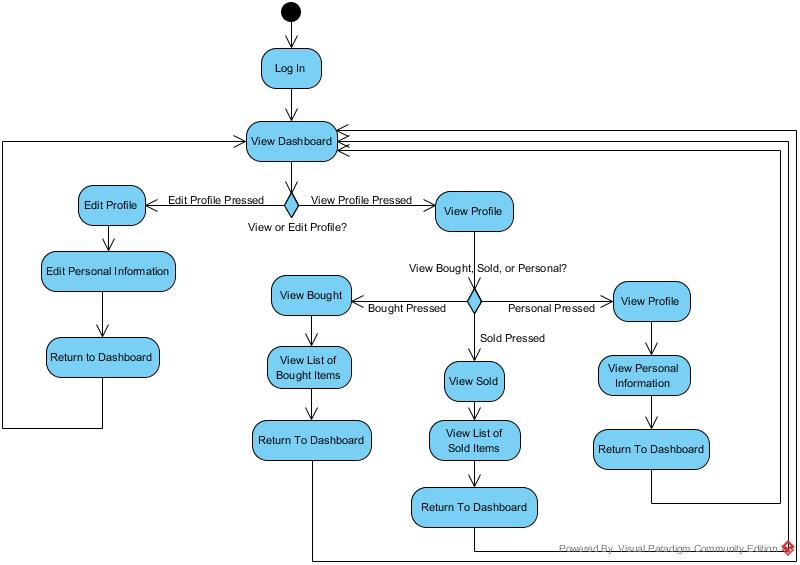 Log In
View Dashboard
Edit Profile Pressed
View Profile Pressed
Edit Profile
View Profile
View or Edit Profile?
Edit Personal Information
View Bought, Sold, or Personal?
View Bought
View Profile
Bought Pressed
Personal Pressed
Sold Pressed
Return to Dashboard
View List of
Bought Items
View Sold
View Personal
Information
Return To Dashboard
View List of
Sold Items
Return To Dashboard
Return To Dashboard
Powered By Visual Paradigm Community Edition